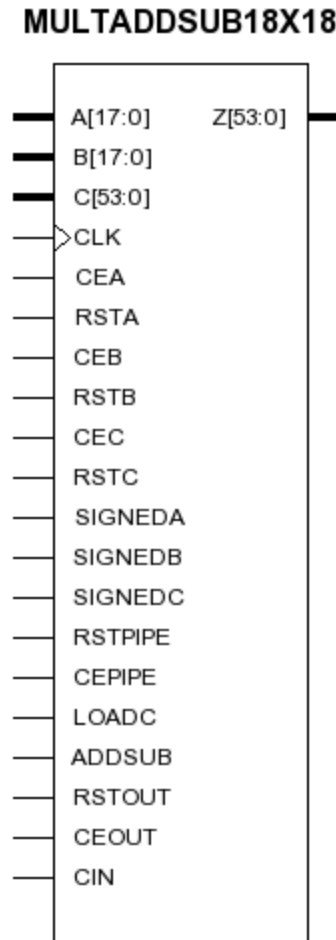 MULTADDSUB18X18
A[17:0] Z[53:0]
B[17:0]
C[53:0]
CLK
CEA
RSTA
CEB
RSTB
CEC
RSTC
SIGNEDA
SIGNEDB
SIGNEDC
RSTPIPE
CEPIPE
LOADC
ADDSUB
RSTOUT
CEOUT
CIN